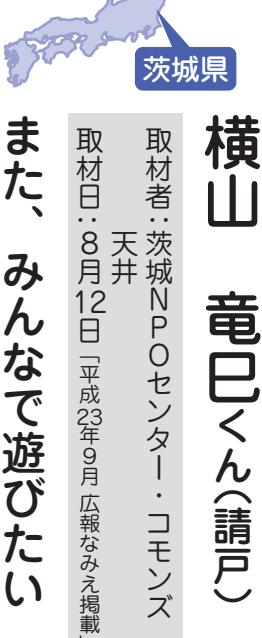 茨城県
横山 竜巳くん(請戸)
取材者：茨城NPOセンター・コモンズ
天井
取材日：8月12日「平成23年9月 広報なみえ掲載」
また、みんなで遊びたい